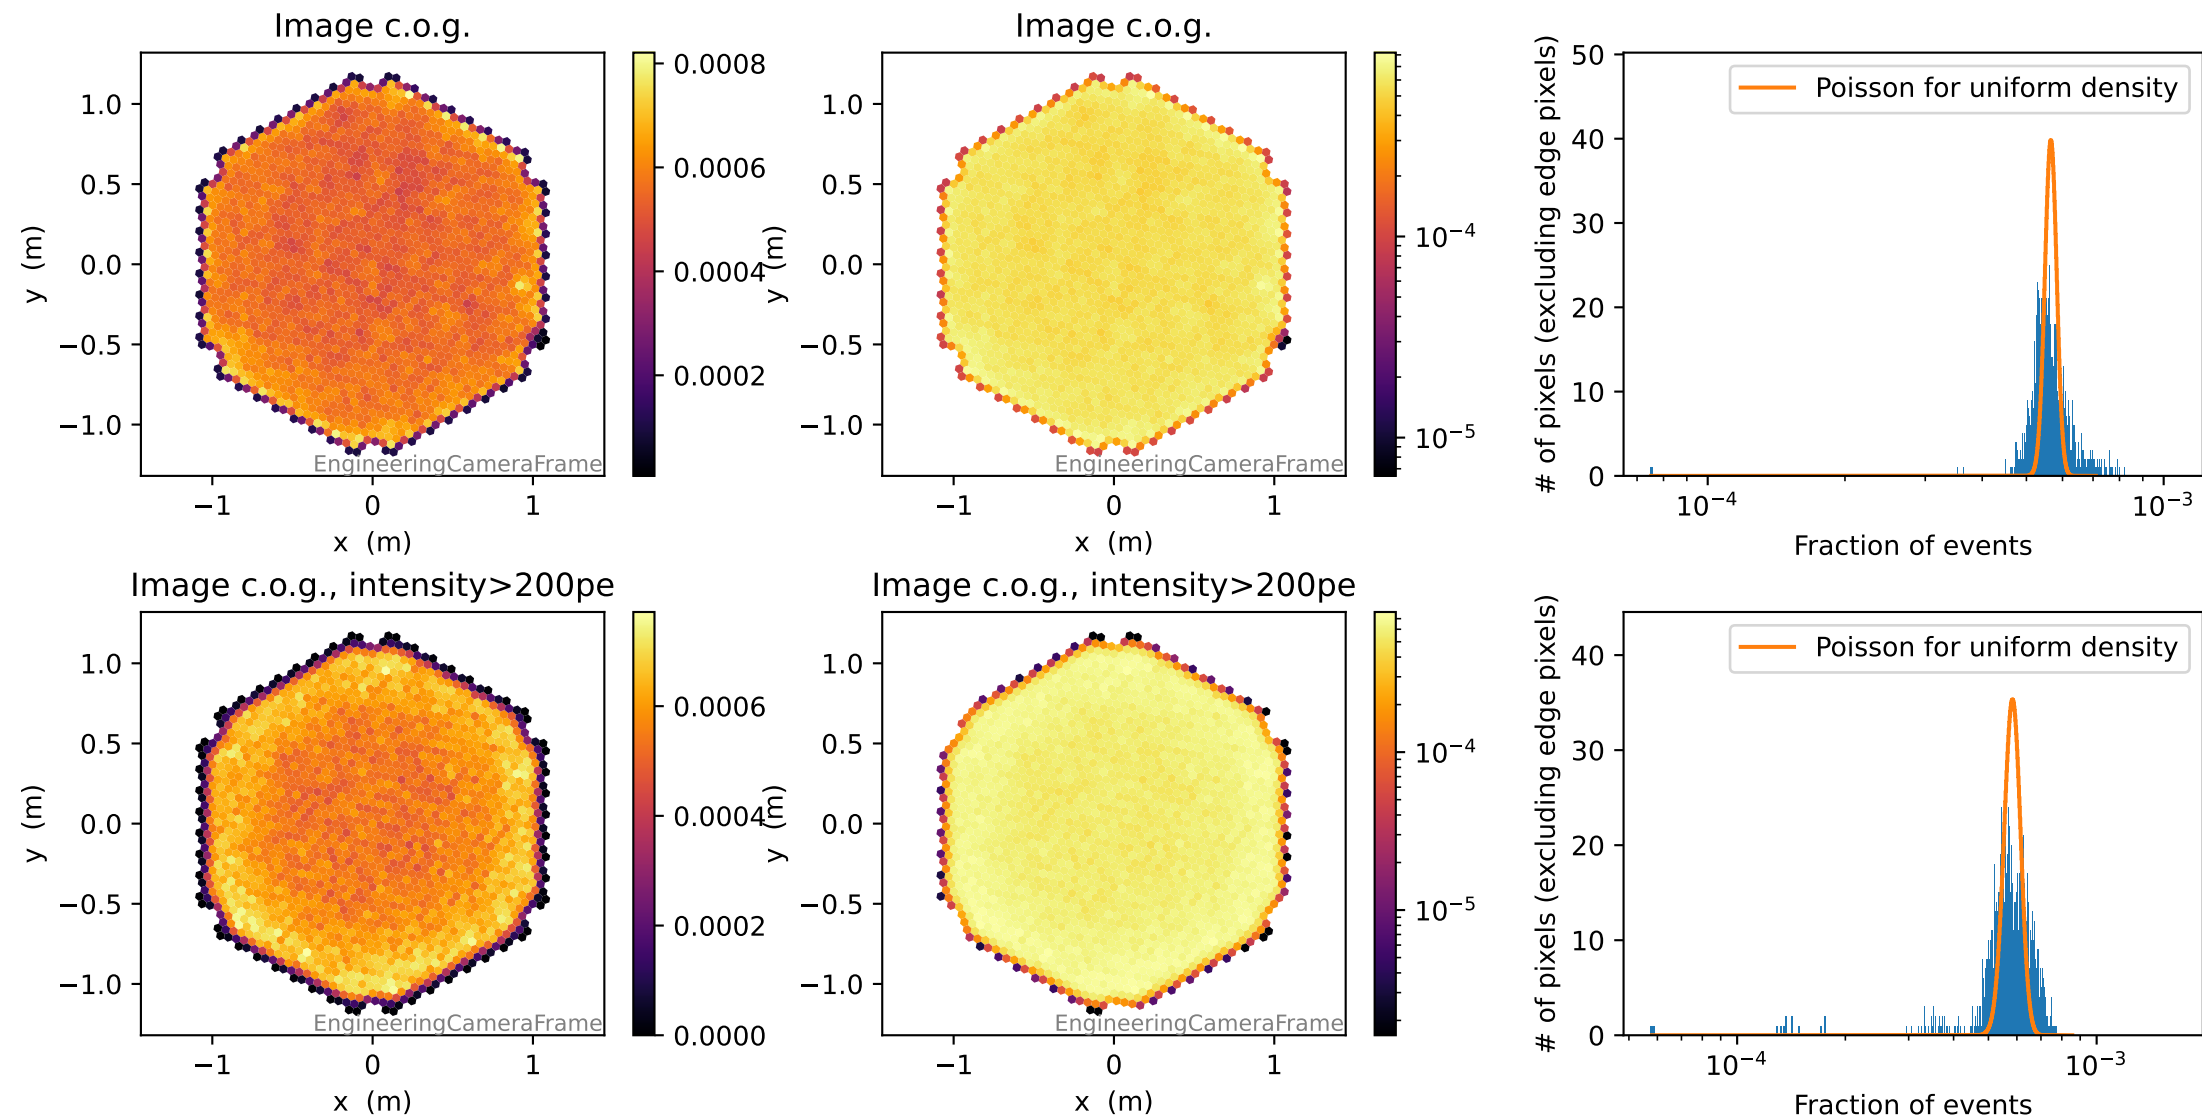 Image c.o.g.
1.0
0.5
0.0
−0.5
−1.0
y (m)
EngineeringCameraFrame
−1
0
1
x (m)
0.0008
0.0006
0.0004
0.0002
Image c.o.g.
1.0
0.5
0.0
−0.5
−1.0
y (m)
EngineeringCameraFrame
−1
0
1
x (m)
10⁻⁴
10⁻⁵
50
40
30
20
10
0
# of pixels (excluding edge pixels)
Poisson for uniform density
10⁻⁴
10⁻³
Fraction of events
Image c.o.g., intensity>200pe
1.0
0.5
0.0
−0.5
−1.0
y (m)
EngineeringCameraFrame
−1
0
1
x (m)
0.0006
0.0004
0.0002
0.0000
Image c.o.g., intensity>200pe
1.0
0.5
0.0
−0.5
−1.0
y (m)
EngineeringCameraFrame
−1
0
1
x (m)
10⁻⁴
10⁻⁵
40
30
20
10
0
# of pixels (excluding edge pixels)
Poisson for uniform density
10⁻⁴
10⁻³
Fraction of events